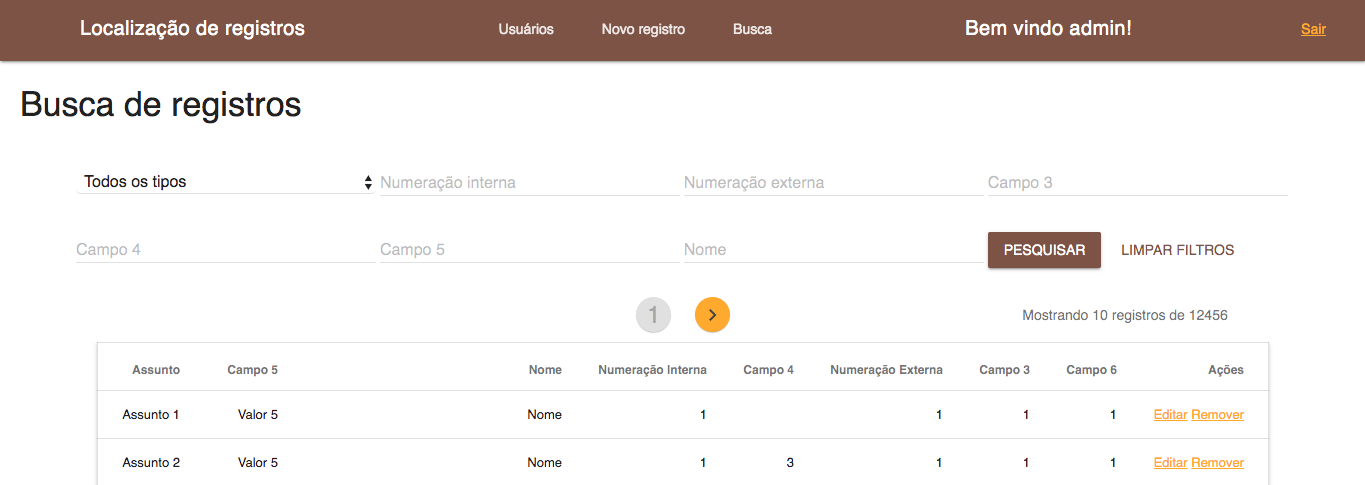 Localização de registros Usuários Novo registro Busca Bem vindo admin! Sair
Busca de registros
Todos os tipos Numeração interna Numeração externa Campo 3
Campo 4 Campo 5 Nome PESQUISAR LIMPAR FILTROS
1 Mostrando 10 registros de 12456
Assunto Campo 5 Nome Numeração Interna Campo 4 Numeração Externa Campo 3 Campo 6 Ações
Assunto 1 Valor 5 Nome 1 1 1 1 Editar Remover
Assunto 2 Valor 5 Nome 1 3 1 1 1 Editar Remover